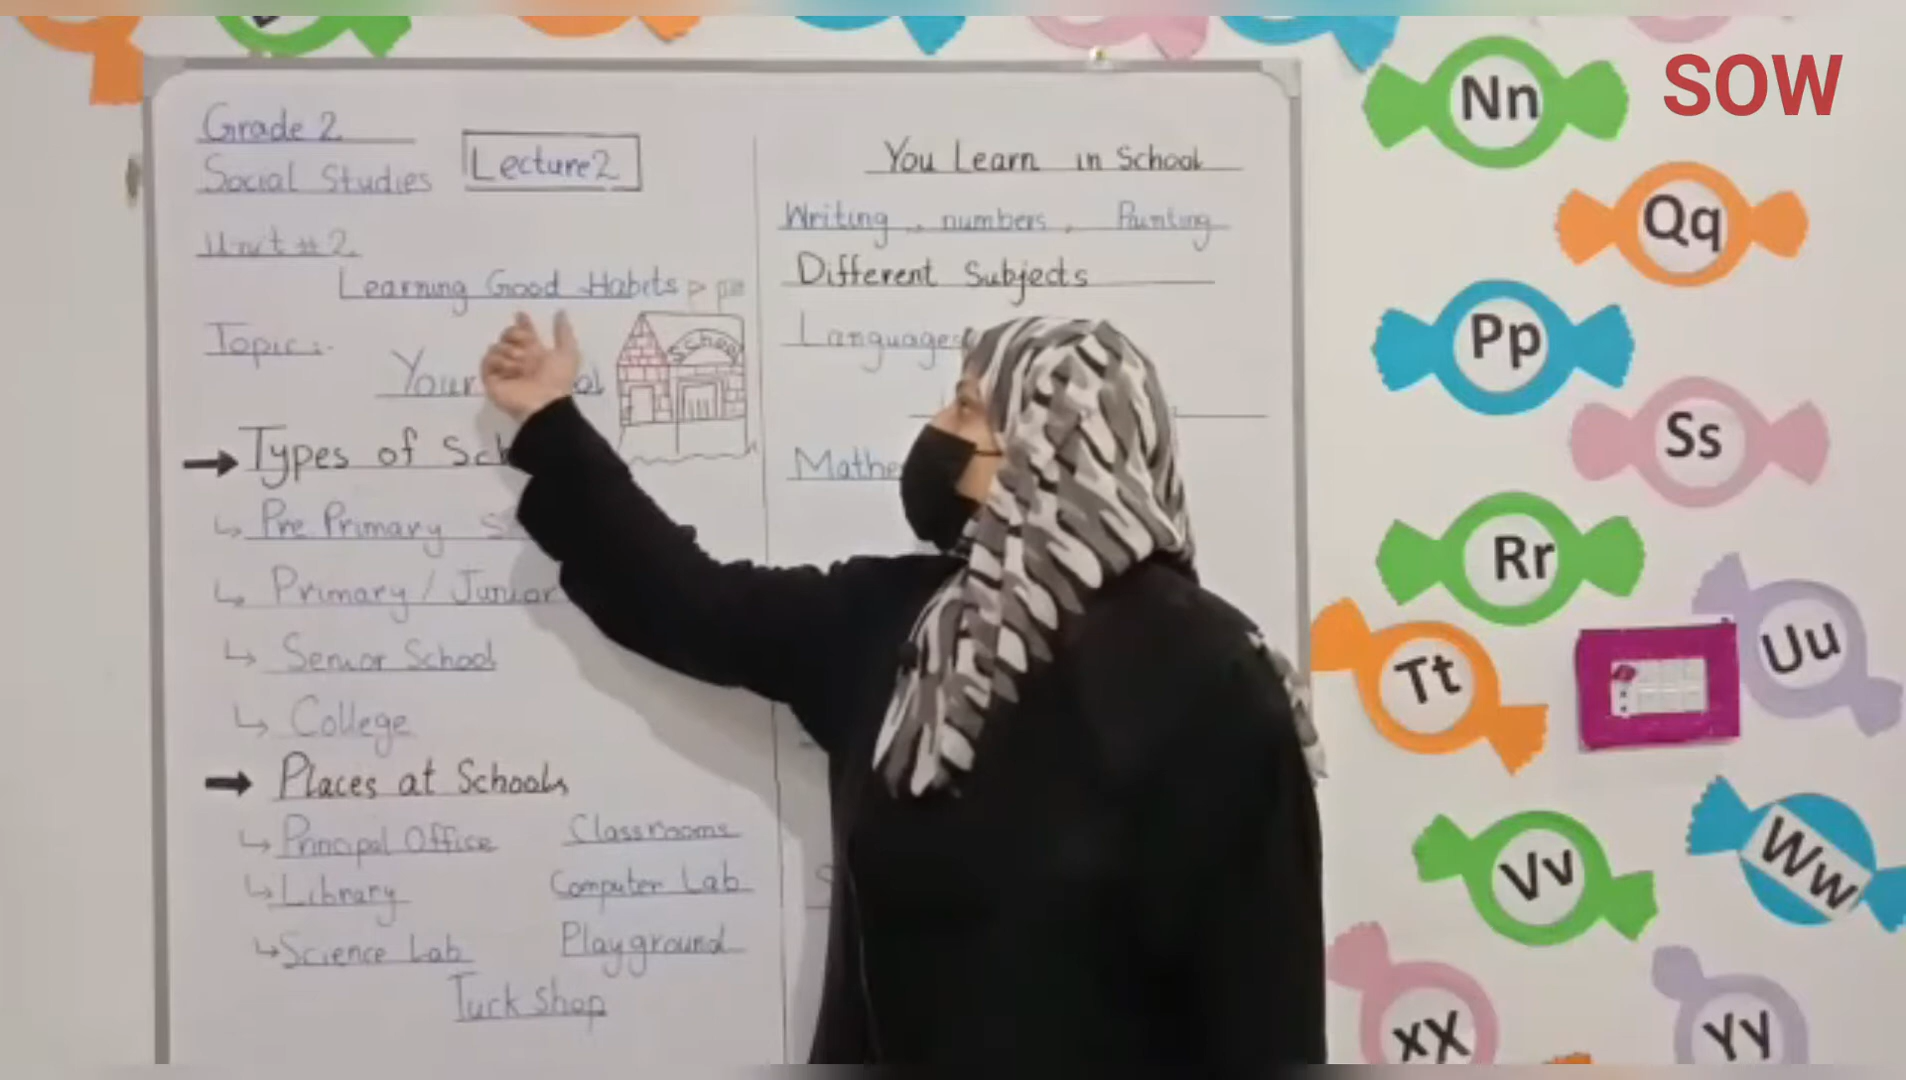 SOW
Grade 2
Social Studies
Lecture 2
Unit # 2
Learning Good Habits
Topic:-
Your
School
→ Types of
↳ Pre Primary
↳ Primary / Junior
↳ Senior School
↳ College
→ Places at Schools
↳ Principal Office
Classrooms
↳ Library
Computer Lab
↳ Science Lab
Playground
Tuck Shop
You Learn in School
Writing, numbers, Painting
Different Subjects
Languages
Nn
Qq
Pp
Ss
Rr
Uu
Tt
Vv
Ww
xX
Yy